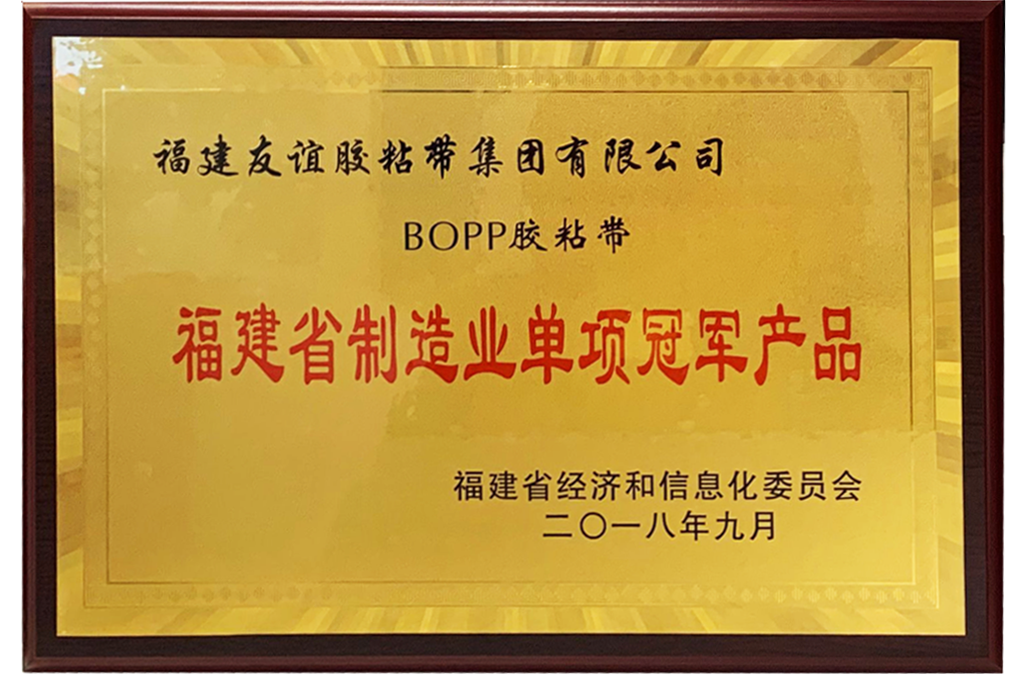 福建友谊胶粘带集团有限公司
BOPP胶粘带
福建省制造业单项冠军产品
福建省经济和信息化委员会
二〇一八年九月